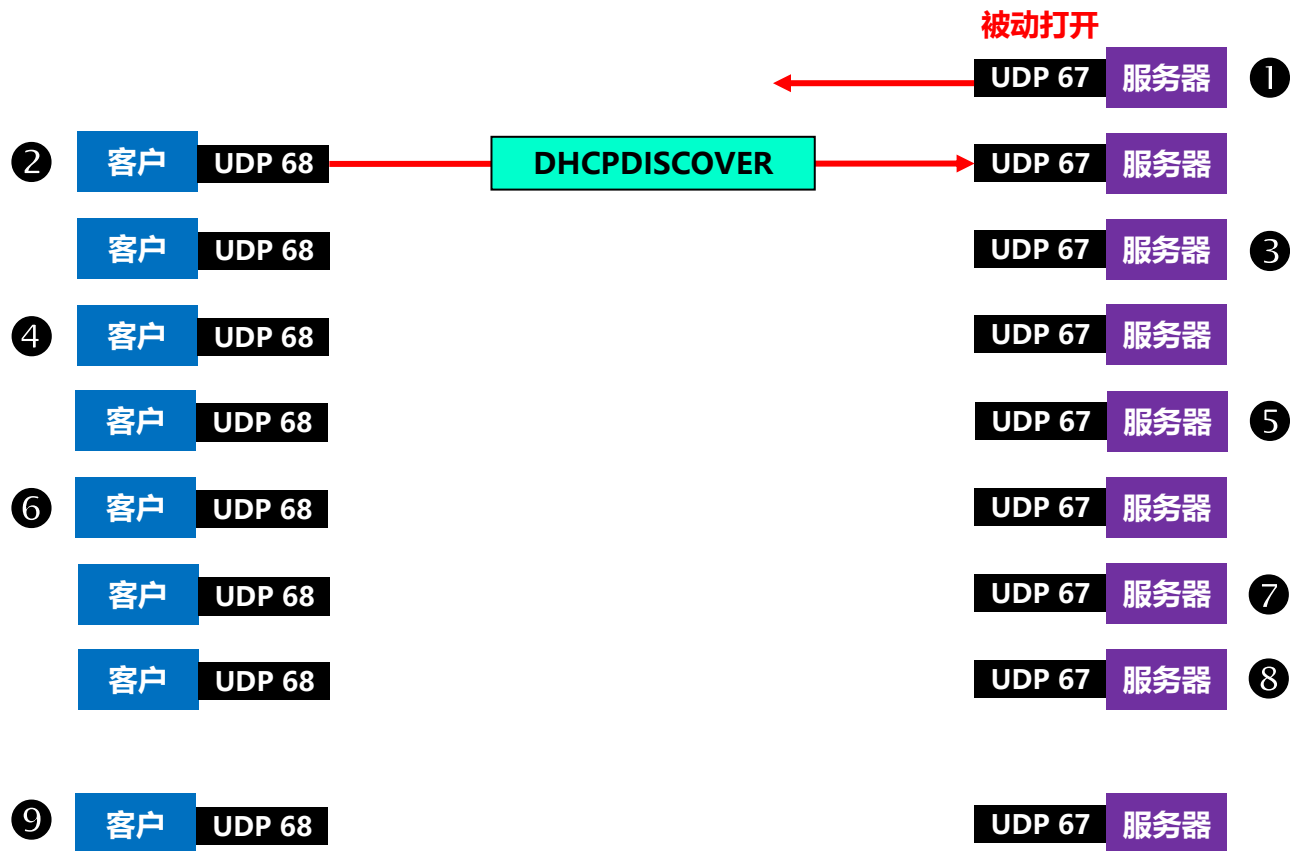 被动打开
UDP 67 服务器 ❶
❷ 客户 UDP 68 DHCPDISCOVER UDP 67 服务器
客户 UDP 68 UDP 67 服务器 ❸
❹ 客户 UDP 68 UDP 67 服务器
客户 UDP 68 UDP 67 服务器 ❺
❻ 客户 UDP 68 UDP 67 服务器
客户 UDP 68 UDP 67 服务器 ❼
客户 UDP 68 UDP 67 服务器 ❽
❾ 客户 UDP 68 UDP 67 服务器